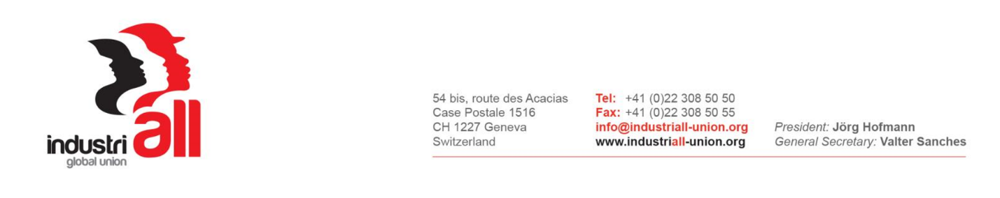 industriall
global union
54 bis, route des Acacias
Case Postale 1516
CH 1227 Geneva
Switzerland
Tel: +41 (0)22 308 50 50
Fax: +41 (0)22 308 50 55
info@industriall-union.org
www.industriall-union.org
President: Jörg Hofmann
General Secretary: Valter Sanches